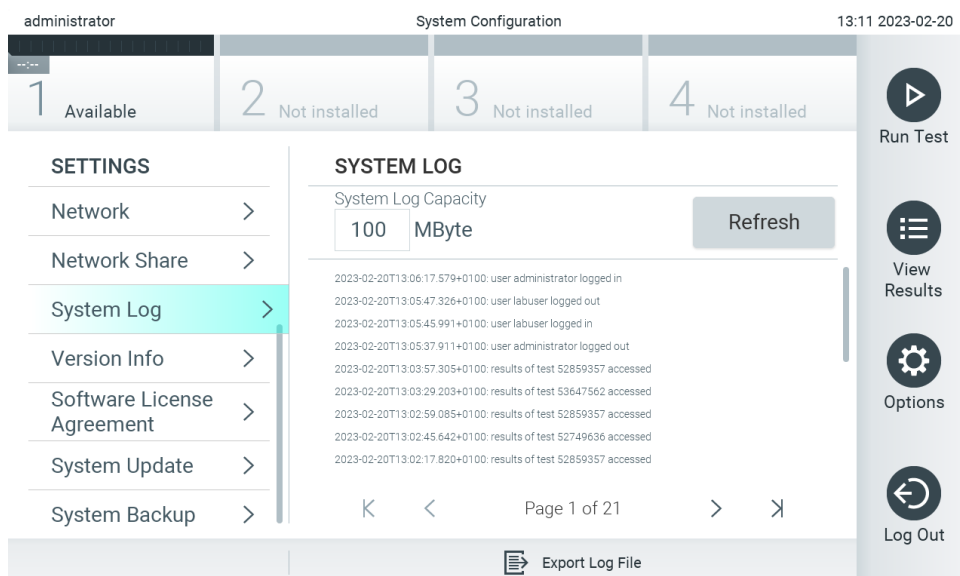 administrator
System Configuration
13:11 2023-02-20
--:--
1 Available
2 Not installed
3 Not installed
4 Not installed
Run Test
View
Results
Options
Log Out
SETTINGS
Network
Network Share
System Log
Version Info
Software License
Agreement
System Update
System Backup
SYSTEM LOG
System Log Capacity
100 MByte
Refresh
2023-02-20T13:06:17.579+0100: user administrator logged in
2023-02-20T13:05:47.326+0100: user labuser logged out
2023-02-20T13:05:45.991+0100: user labuser logged in
2023-02-20T13:05:37.911+0100: user administrator logged out
2023-02-20T13:03:57.305+0100: results of test 52859357 accessed
2023-02-20T13:03:29.203+0100: results of test 53647562 accessed
2023-02-20T13:02:59.085+0100: results of test 52859357 accessed
2023-02-20T13:02:45.642+0100: results of test 52749636 accessed
2023-02-20T13:02:17.820+0100: results of test 52859357 accessed
Page 1 of 21
Export Log File